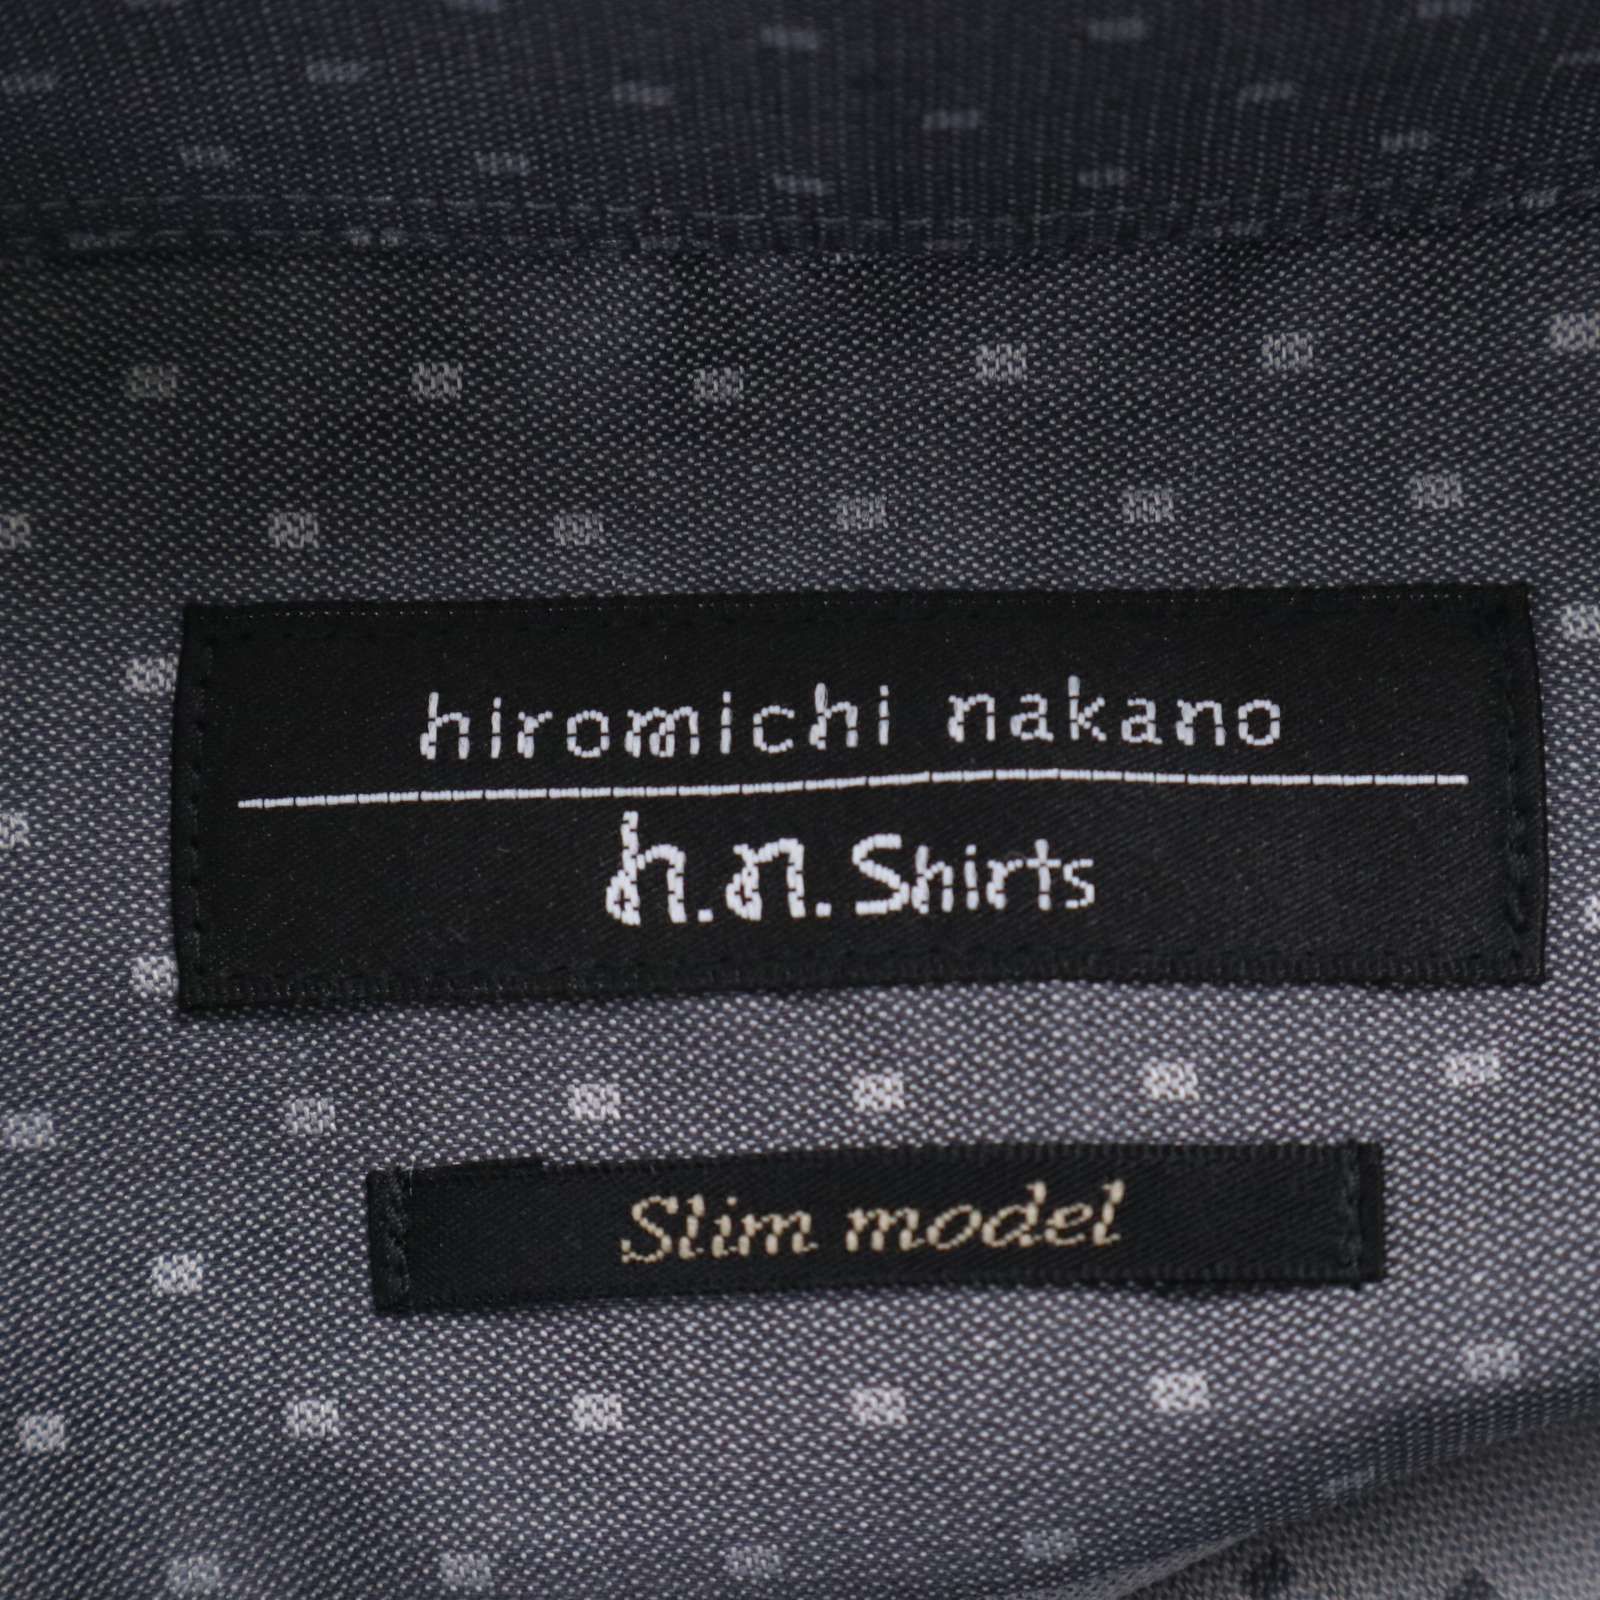 hiromichi nakano
h.n.Shirts
Slim model